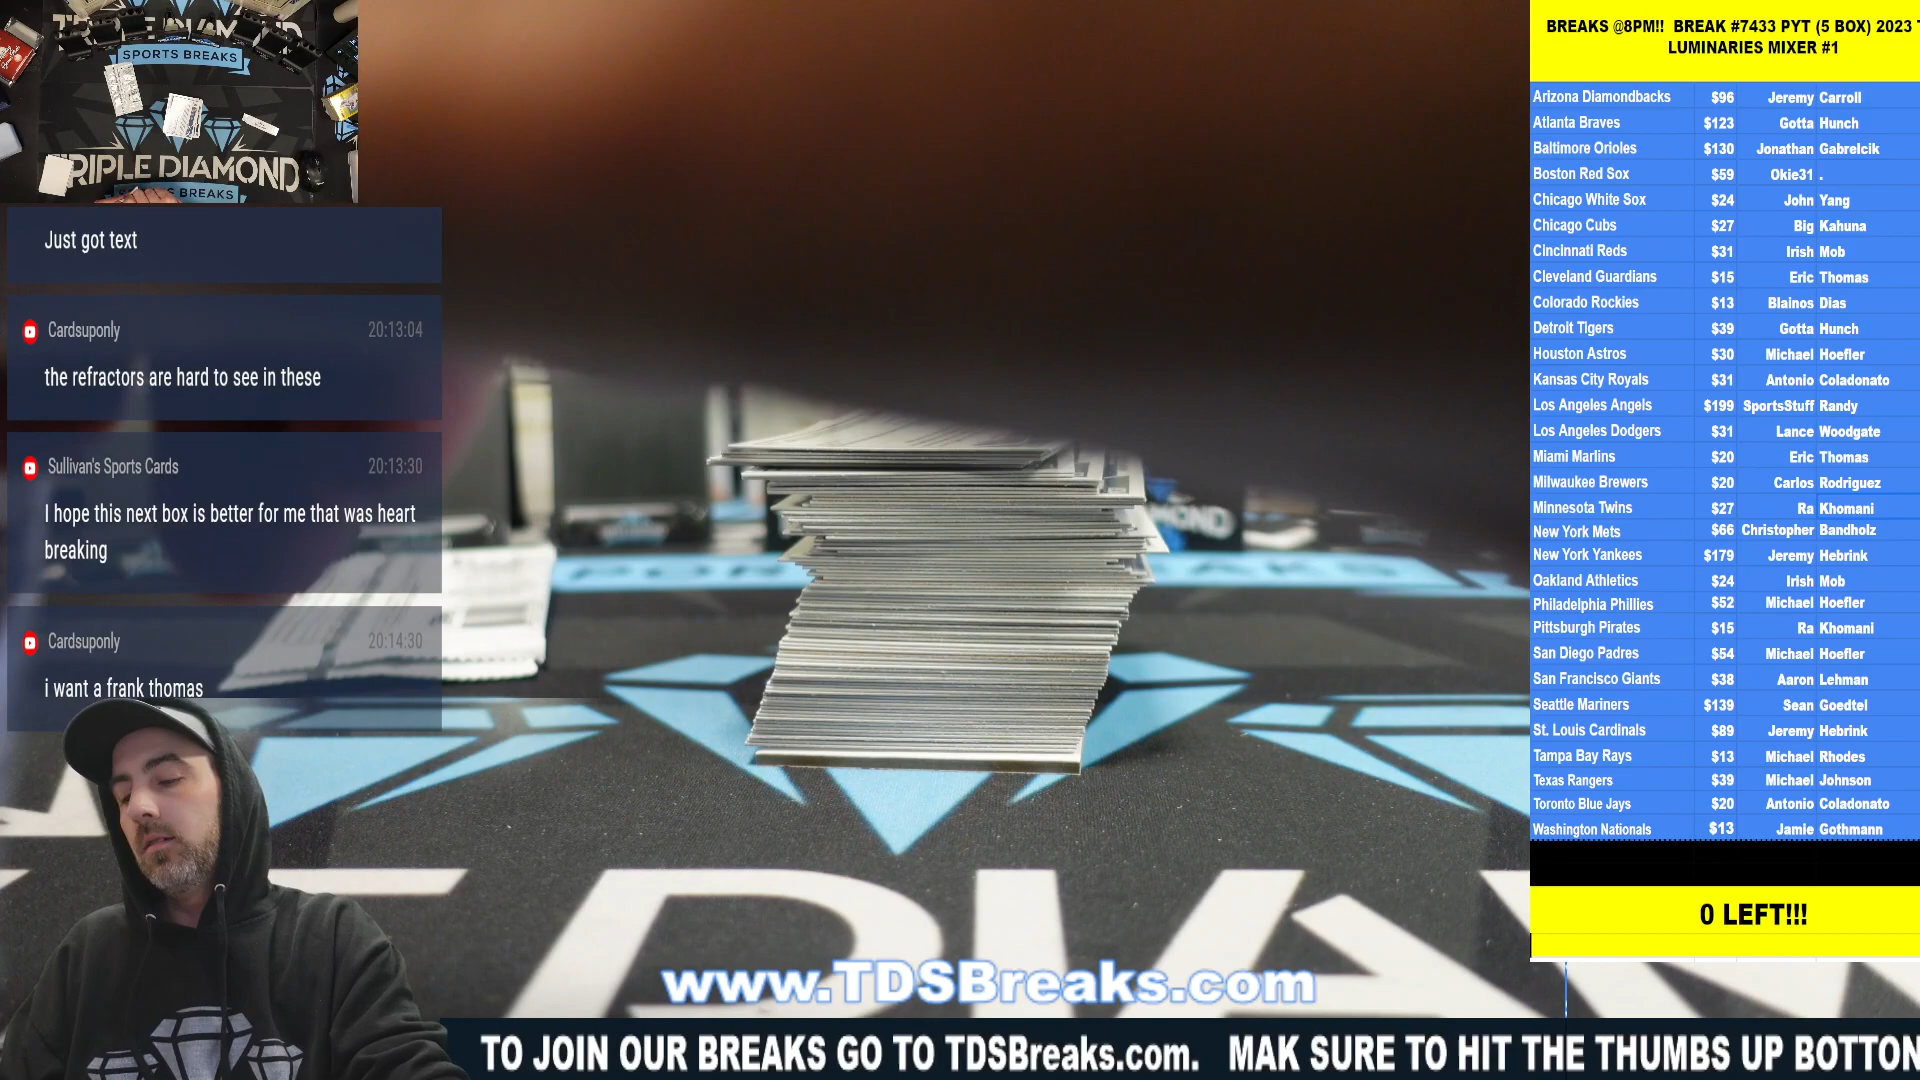 TRIPLE DIAMOND
SPORTS BREAKS
TRIPLE DIAMOND
SPORTS BREAKS
Just got text
Cardsuponly 20:13:04
the refractors are hard to see in these
Sullivan's Sports Cards 20:13:30
I hope this next box is better for me that was heart
breaking
Cardsuponly 20:14:30
i want a frank thomas
BREAKS @8PM!! BREAK #7433 PYT (5 BOX) 2023 T
LUMINARIES MIXER #1
Arizona Diamondbacks $96 Jeremy Carroll
Atlanta Braves $123 Gotta Hunch
Baltimore Orioles $130 Jonathan Gabrelcik
Boston Red Sox $59 Okie31 .
Chicago White Sox $24 John Yang
Chicago Cubs $27 Big Kahuna
Cincinnati Reds $31 Irish Mob
Cleveland Guardians $15 Eric Thomas
Colorado Rockies $13 Blainos Dias
Detroit Tigers $39 Gotta Hunch
Houston Astros $30 Michael Hoefler
Kansas City Royals $31 Antonio Coladonato
Los Angeles Angels $199 SportsStuff Randy
Los Angeles Dodgers $31 Lance Woodgate
Miami Marlins $20 Eric Thomas
Milwaukee Brewers $20 Carlos Rodriguez
Minnesota Twins $27 Ra Khomani
New York Mets $66 Christopher Bandholz
New York Yankees $179 Jeremy Hebrink
Oakland Athletics $24 Irish Mob
Philadelphia Phillies $52 Michael Hoefler
Pittsburgh Pirates $15 Ra Khomani
San Diego Padres $54 Michael Hoefler
San Francisco Giants $38 Aaron Lehman
Seattle Mariners $139 Sean Goedtel
St. Louis Cardinals $89 Jeremy Hebrink
Tampa Bay Rays $13 Michael Rhodes
Texas Rangers $39 Michael Johnson
Toronto Blue Jays $20 Antonio Coladonato
Washington Nationals $13 Jamie Gothmann
0 LEFT!!!
www.TDSBreaks.com
TO JOIN OUR BREAKS GO TO TDSBreaks.com. MAK SURE TO HIT THE THUMBS UP BOTTON